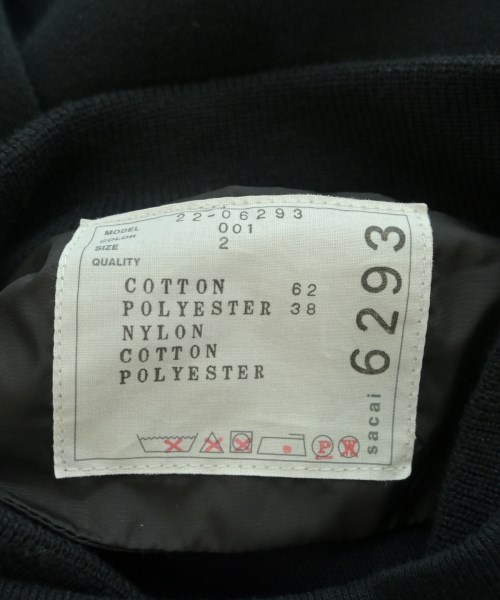 MODEL 22-06293
COLOR 001
SIZE 2
QUALITY
COTTON 62
POLYESTER 38
NYLON
COTTON
POLYESTER
P W
sacai 6293